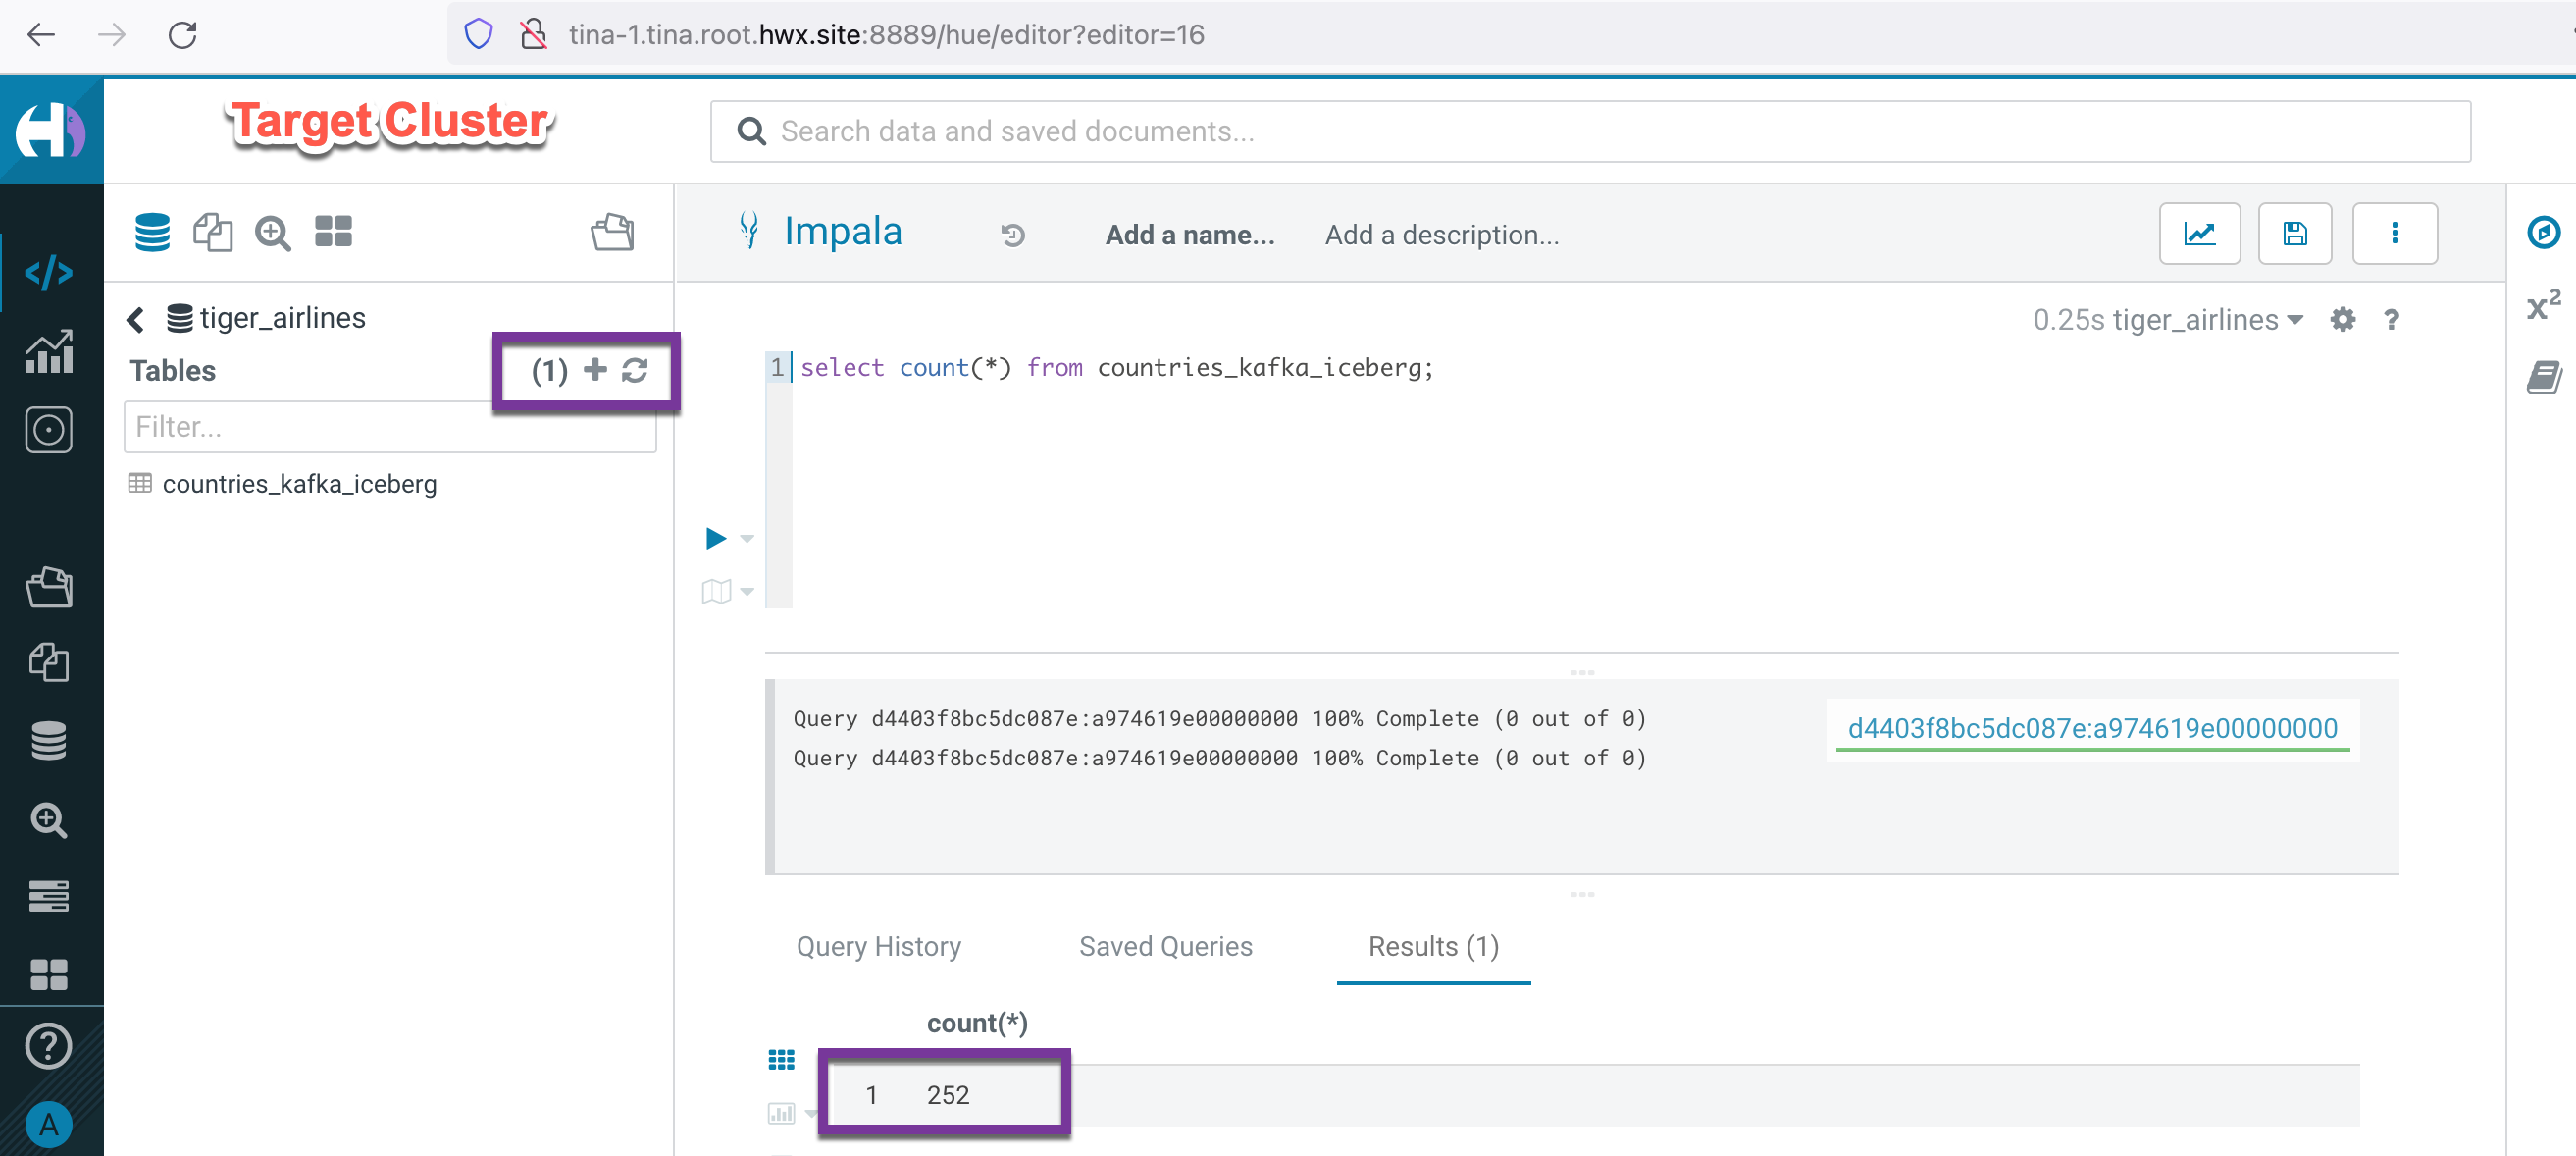 tina-1.tina.root.hwx.site:8889/hue/editor?editor=16
Target Cluster
Search data and saved documents...
Impala
Add a name...
Add a description...
tiger_airlines
0.25s tiger_airlines
?
x²
Tables
(1)
1
select count(*) from countries_kafka_iceberg;
Filter...
countries_kafka_iceberg
Query d4403f8bc5dc087e:a974619e00000000 100% Complete (0 out of 0)
Query d4403f8bc5dc087e:a974619e00000000 100% Complete (0 out of 0)
d4403f8bc5dc087e:a974619e00000000
Query History
Saved Queries
Results (1)
count(*)
1 252
?
A